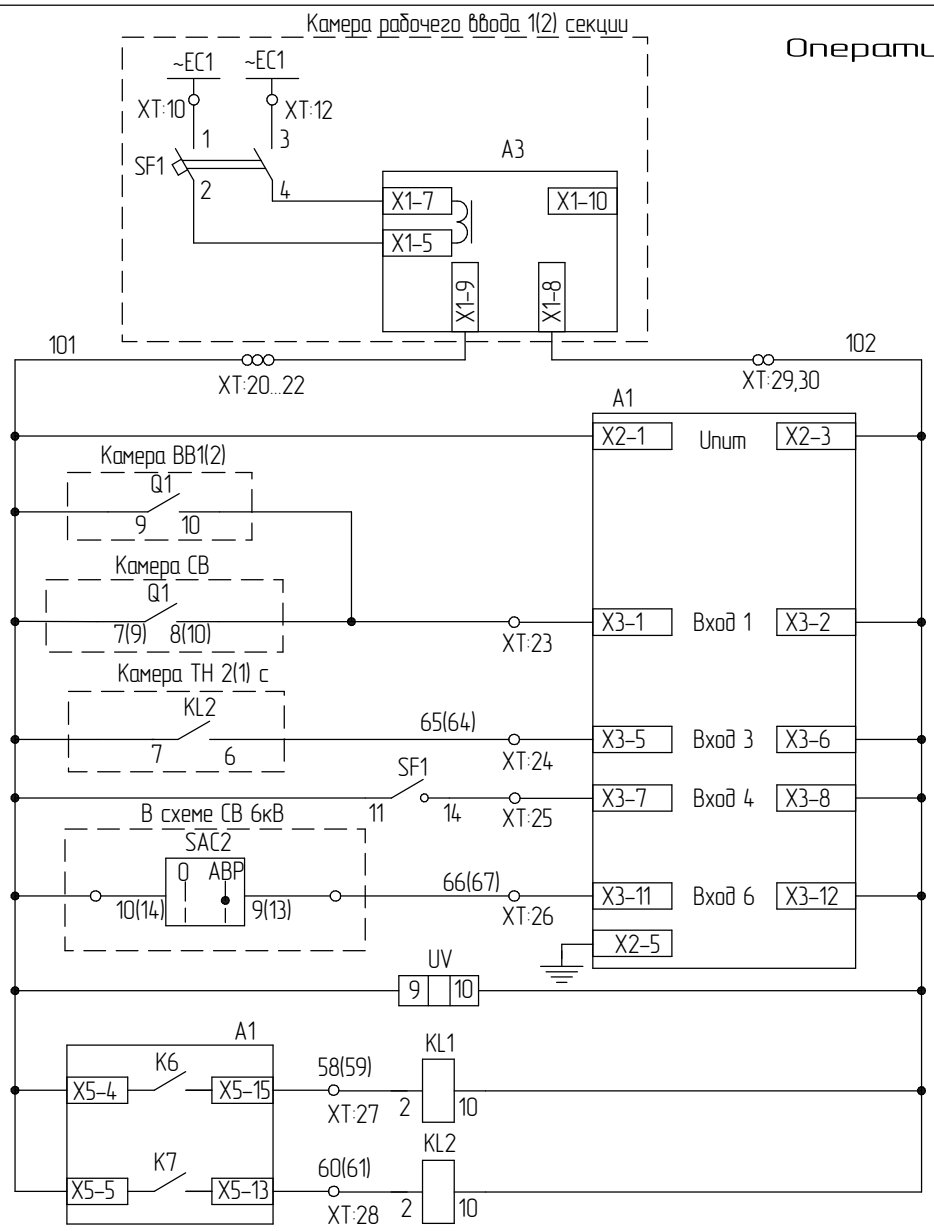 Камера рабочего ввода 1(2) секции
Операти
~EC1 ~EC1
XT:10 XT:12
1 3
SF1
2 4
A3
X1-7 X1-10
X1-5
X1-9 X1-8
101 102
XT:20...22 XT:29,30
A1
X2-1 Uпит X2-3
Камера ВВ1(2)
Q1
9 10
Камера СВ
Q1
7(9) 8(10)
XT:23
X3-1 Вход 1 X3-2
Камера ТН 2(1) с
KL2
7 6
65(64)
XT:24
X3-5 Вход 3 X3-6
SF1
11 14
XT:25
X3-7 Вход 4 X3-8
В схеме СВ 6кВ
SAC2
0 АВР
10(14) 9(13)
66(67)
XT:26
X3-11 Вход 6 X3-12
X2-5
UV
9 10
A1
K6
X5-4 X5-15
58(59)
XT:27
KL1
2 10
K7
X5-5 X5-13
60(61)
XT:28
KL2
2 10